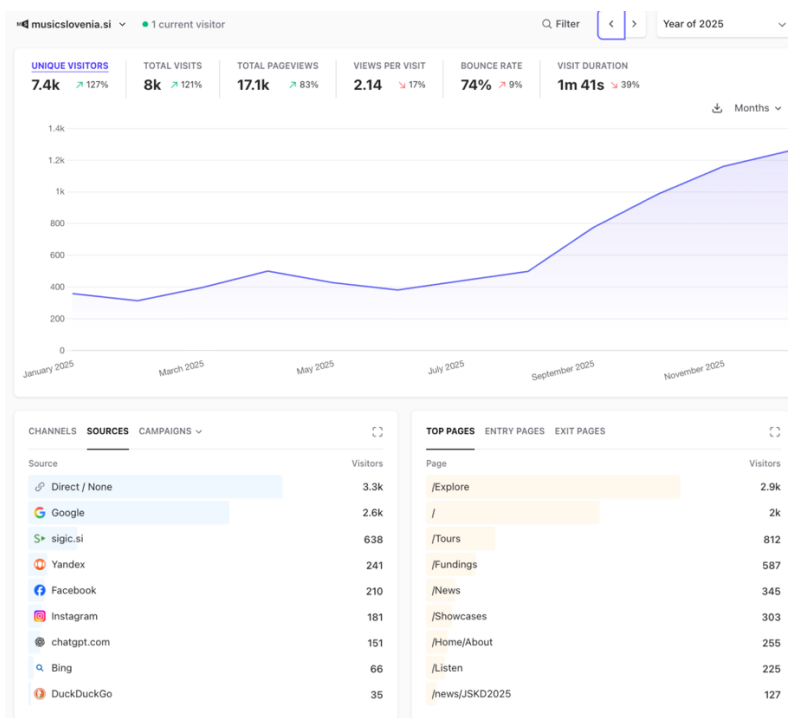 musicslovenia.si 1 current visitor Filter Year of 2025
UNIQUE VISITORS TOTAL VISITS TOTAL PAGEVIEWS VIEWS PER VISIT BOUNCE RATE VISIT DURATION
7.4k 127% 8k 121% 17.1k 83% 2.14 17% 74% 9% 1m 41s 39%
Months
1.4k
1.2k
1k
800
600
400
200
0
January 2025 March 2025 May 2025 July 2025 September 2025 November 2025
CHANNELS SOURCES CAMPAIGNS
Source Visitors
Direct / None 3.3k
Google 2.6k
sigic.si 638
Yandex 241
Facebook 210
Instagram 181
chatgpt.com 151
Bing 66
DuckDuckGo 35
TOP PAGES ENTRY PAGES EXIT PAGES
Page Visitors
/Explore 2.9k
/ 2k
/Tours 812
/Fundings 587
/News 345
/Showcases 303
/Home/About 255
/Listen 225
/news/JSKD2025 127